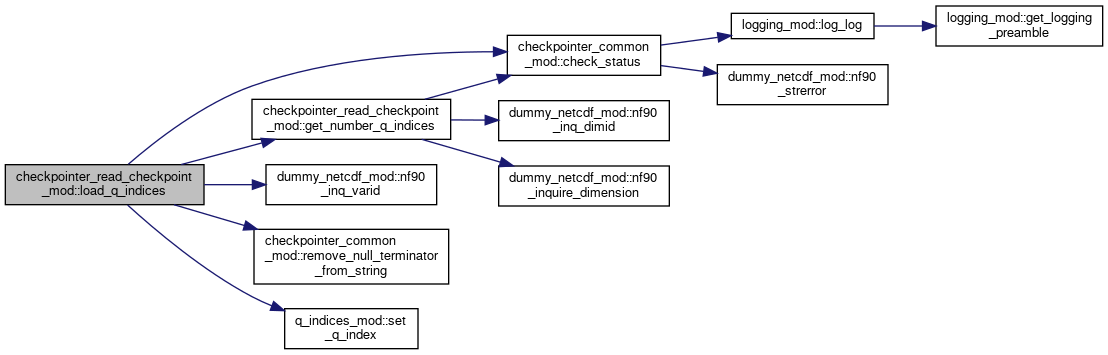 checkpointer_read_checkpoint
_mod::load_q_indices
checkpointer_common
_mod::check_status
logging_mod::log_log
logging_mod::get_logging
_preamble
dummy_netcdf_mod::nf90
_strerror
checkpointer_read_checkpoint
_mod::get_number_q_indices
dummy_netcdf_mod::nf90
_inq_dimid
dummy_netcdf_mod::nf90
_inquire_dimension
dummy_netcdf_mod::nf90
_inq_varid
checkpointer_common
_mod::remove_null_terminator
_from_string
q_indices_mod::set
_q_index